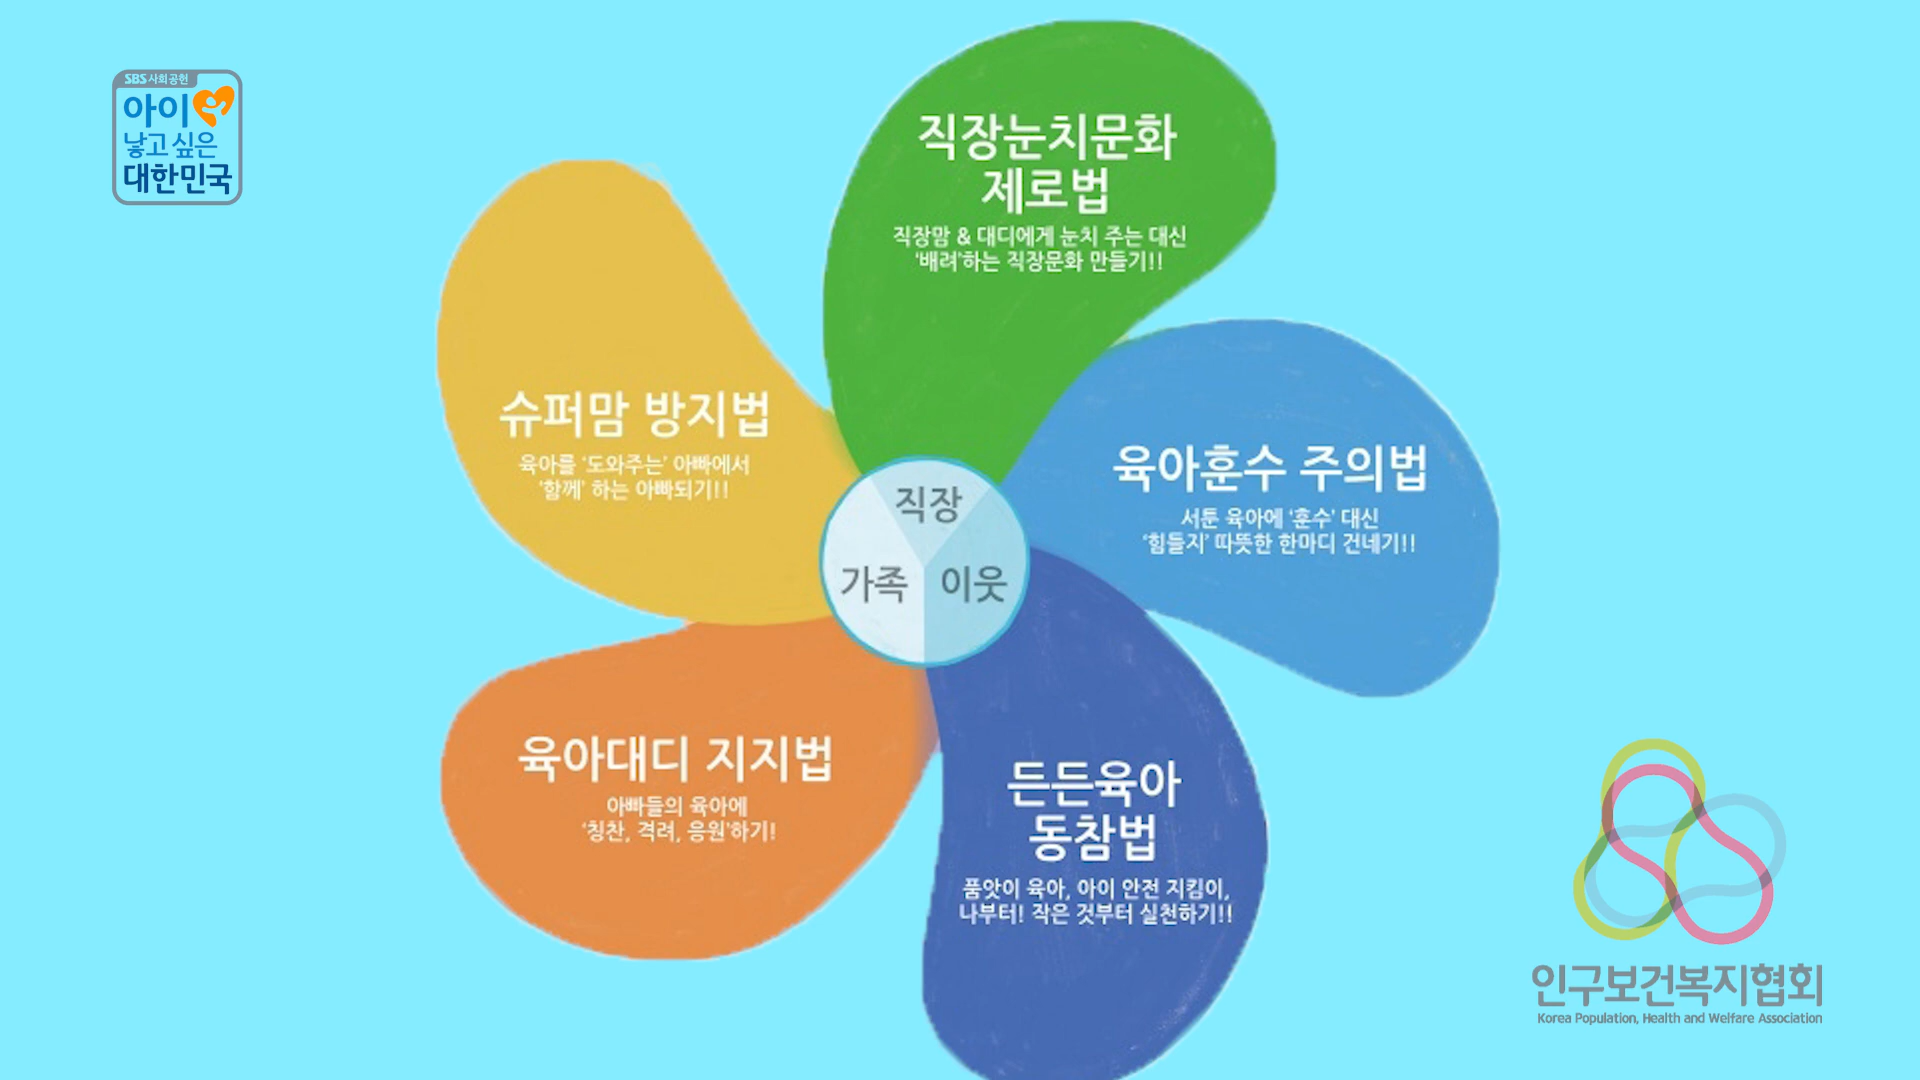 SBS 사회공헌
아이
낳고 싶은
대한민국
직장눈치문화
제로법
직장맘 & 대디에게 눈치 주는 대신
‘배려’하는 직장문화 만들기!!
슈퍼맘 방지법
육아를 ‘도와주는’ 아빠에서
‘함께’ 하는 아빠되기!!
육아훈수 주의법
서툰 육아에 ‘훈수’ 대신
‘힘들지’ 따뜻한 한마디 건네기!!
직장
가족
이웃
육아대디 지지법
아빠들의 육아에
‘칭찬, 격려, 응원’하기!
든든육아
동참법
품앗이 육아, 아이 안전 지킴이,
나부터! 작은 것부터 실천하기!!
인구보건복지협회
Korea Population, Health and Welfare Association